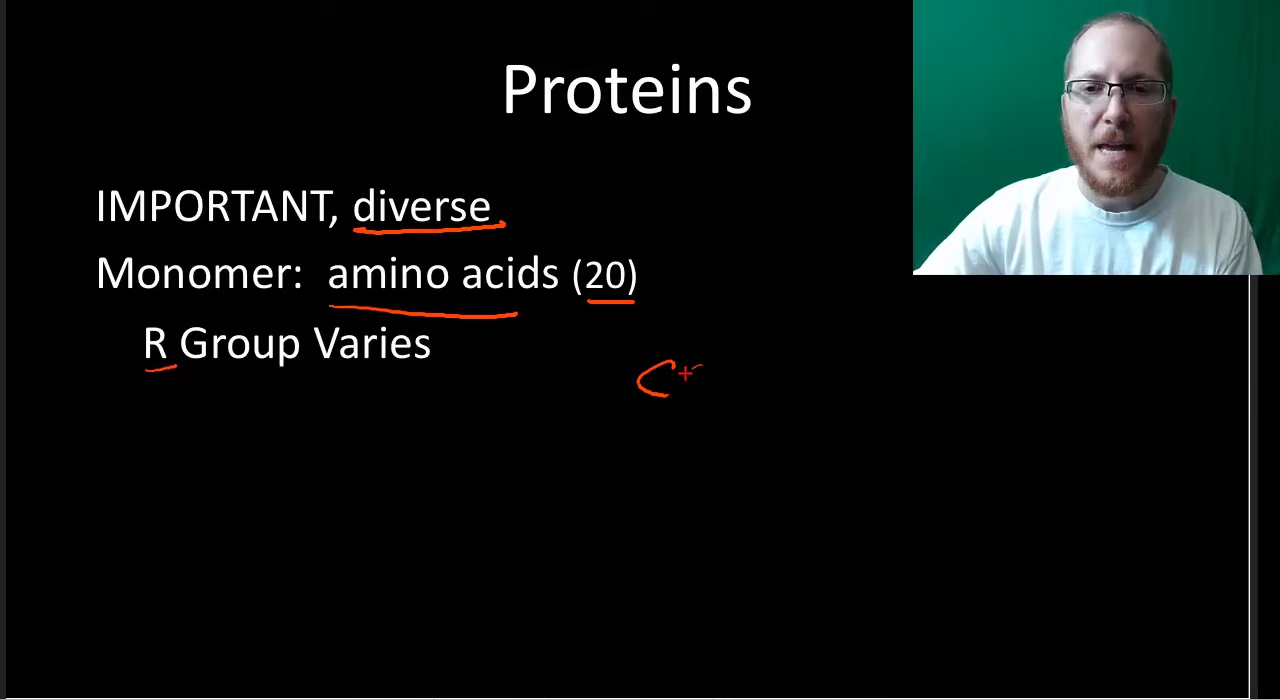 Proteins
IMPORTANT, diverse
Monomer: amino acids (20)
R Group Varies
C